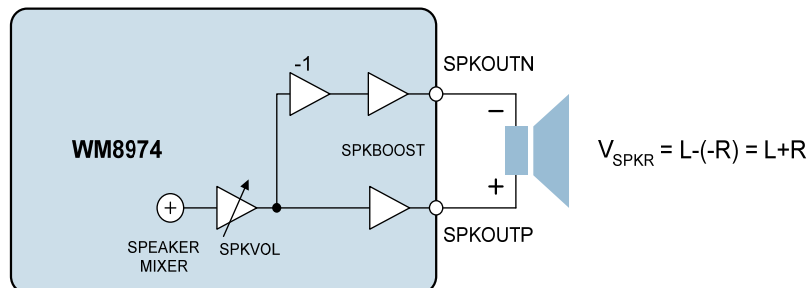 -1
SPKOUTN
−
WM8974
SPKBOOST
V_SPKR = L-(-R) = L+R
+
+
SPEAKER
MIXER
SPKVOL
SPKOUTP